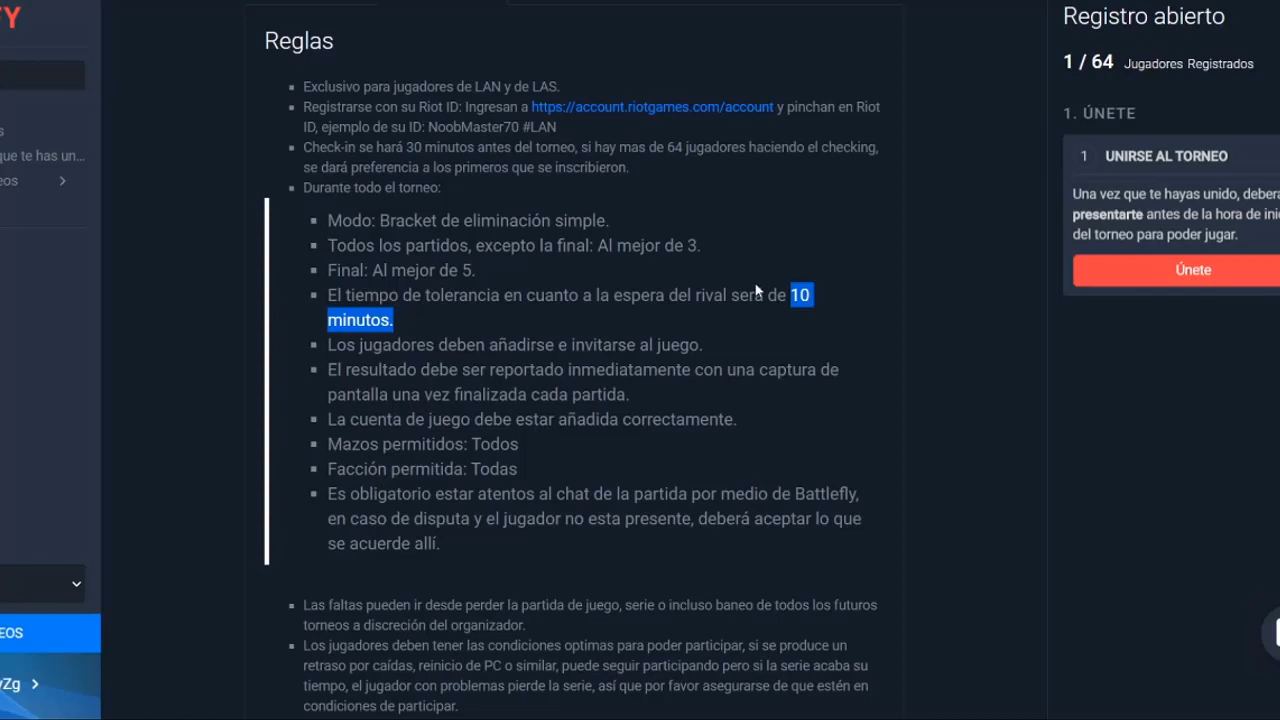 FY
Reglas
Exclusivo para jugadores de LAN y de LAS.
Registrarse con su Riot ID: Ingresan a https://account.riotgames.com/account y pinchan en Riot
ID, ejemplo de su ID: NoobMaster70 #LAN
Check-in se hará 30 minutos antes del torneo, si hay mas de 64 jugadores haciendo el checking,
se dará preferencia a los primeros que se inscribieron.
Durante todo el torneo:
Modo: Bracket de eliminación simple.
Todos los partidos, excepto la final: Al mejor de 3.
Final: Al mejor de 5.
El tiempo de tolerancia en cuanto a la espera del rival será de 10
minutos.
Los jugadores deben añadirse e invitarse al juego.
El resultado debe ser reportado inmediatamente con una captura de
pantalla una vez finalizada cada partida.
La cuenta de juego debe estar añadida correctamente.
Mazos permitidos: Todos
Facción permitida: Todas
Es obligatorio estar atentos al chat de la partida por medio de Battlefly,
en caso de disputa y el jugador no esta presente, deberá aceptar lo que
se acuerde allí.
Las faltas pueden ir desde perder la partida de juego, serie o incluso baneo de todos los futuros
torneos a discreción del organizador.
Los jugadores deben tener las condiciones optimas para poder participar, si se produce un
retraso por caídas, reinicio de PC o similar, puede seguir participando pero si la serie acaba su
tiempo, el jugador con problemas pierde la serie, así que por favor asegurarse de que estén en
condiciones de participar.
Registro abierto
1 / 64 Jugadores Registrados
1. ÚNETE
1 UNIRSE AL TORNEO
Una vez que te hayas unido, deberá
presentarte antes de la hora de ini
del torneo para poder jugar.
Únete
s
que te has un...
eos
EOS
yZg